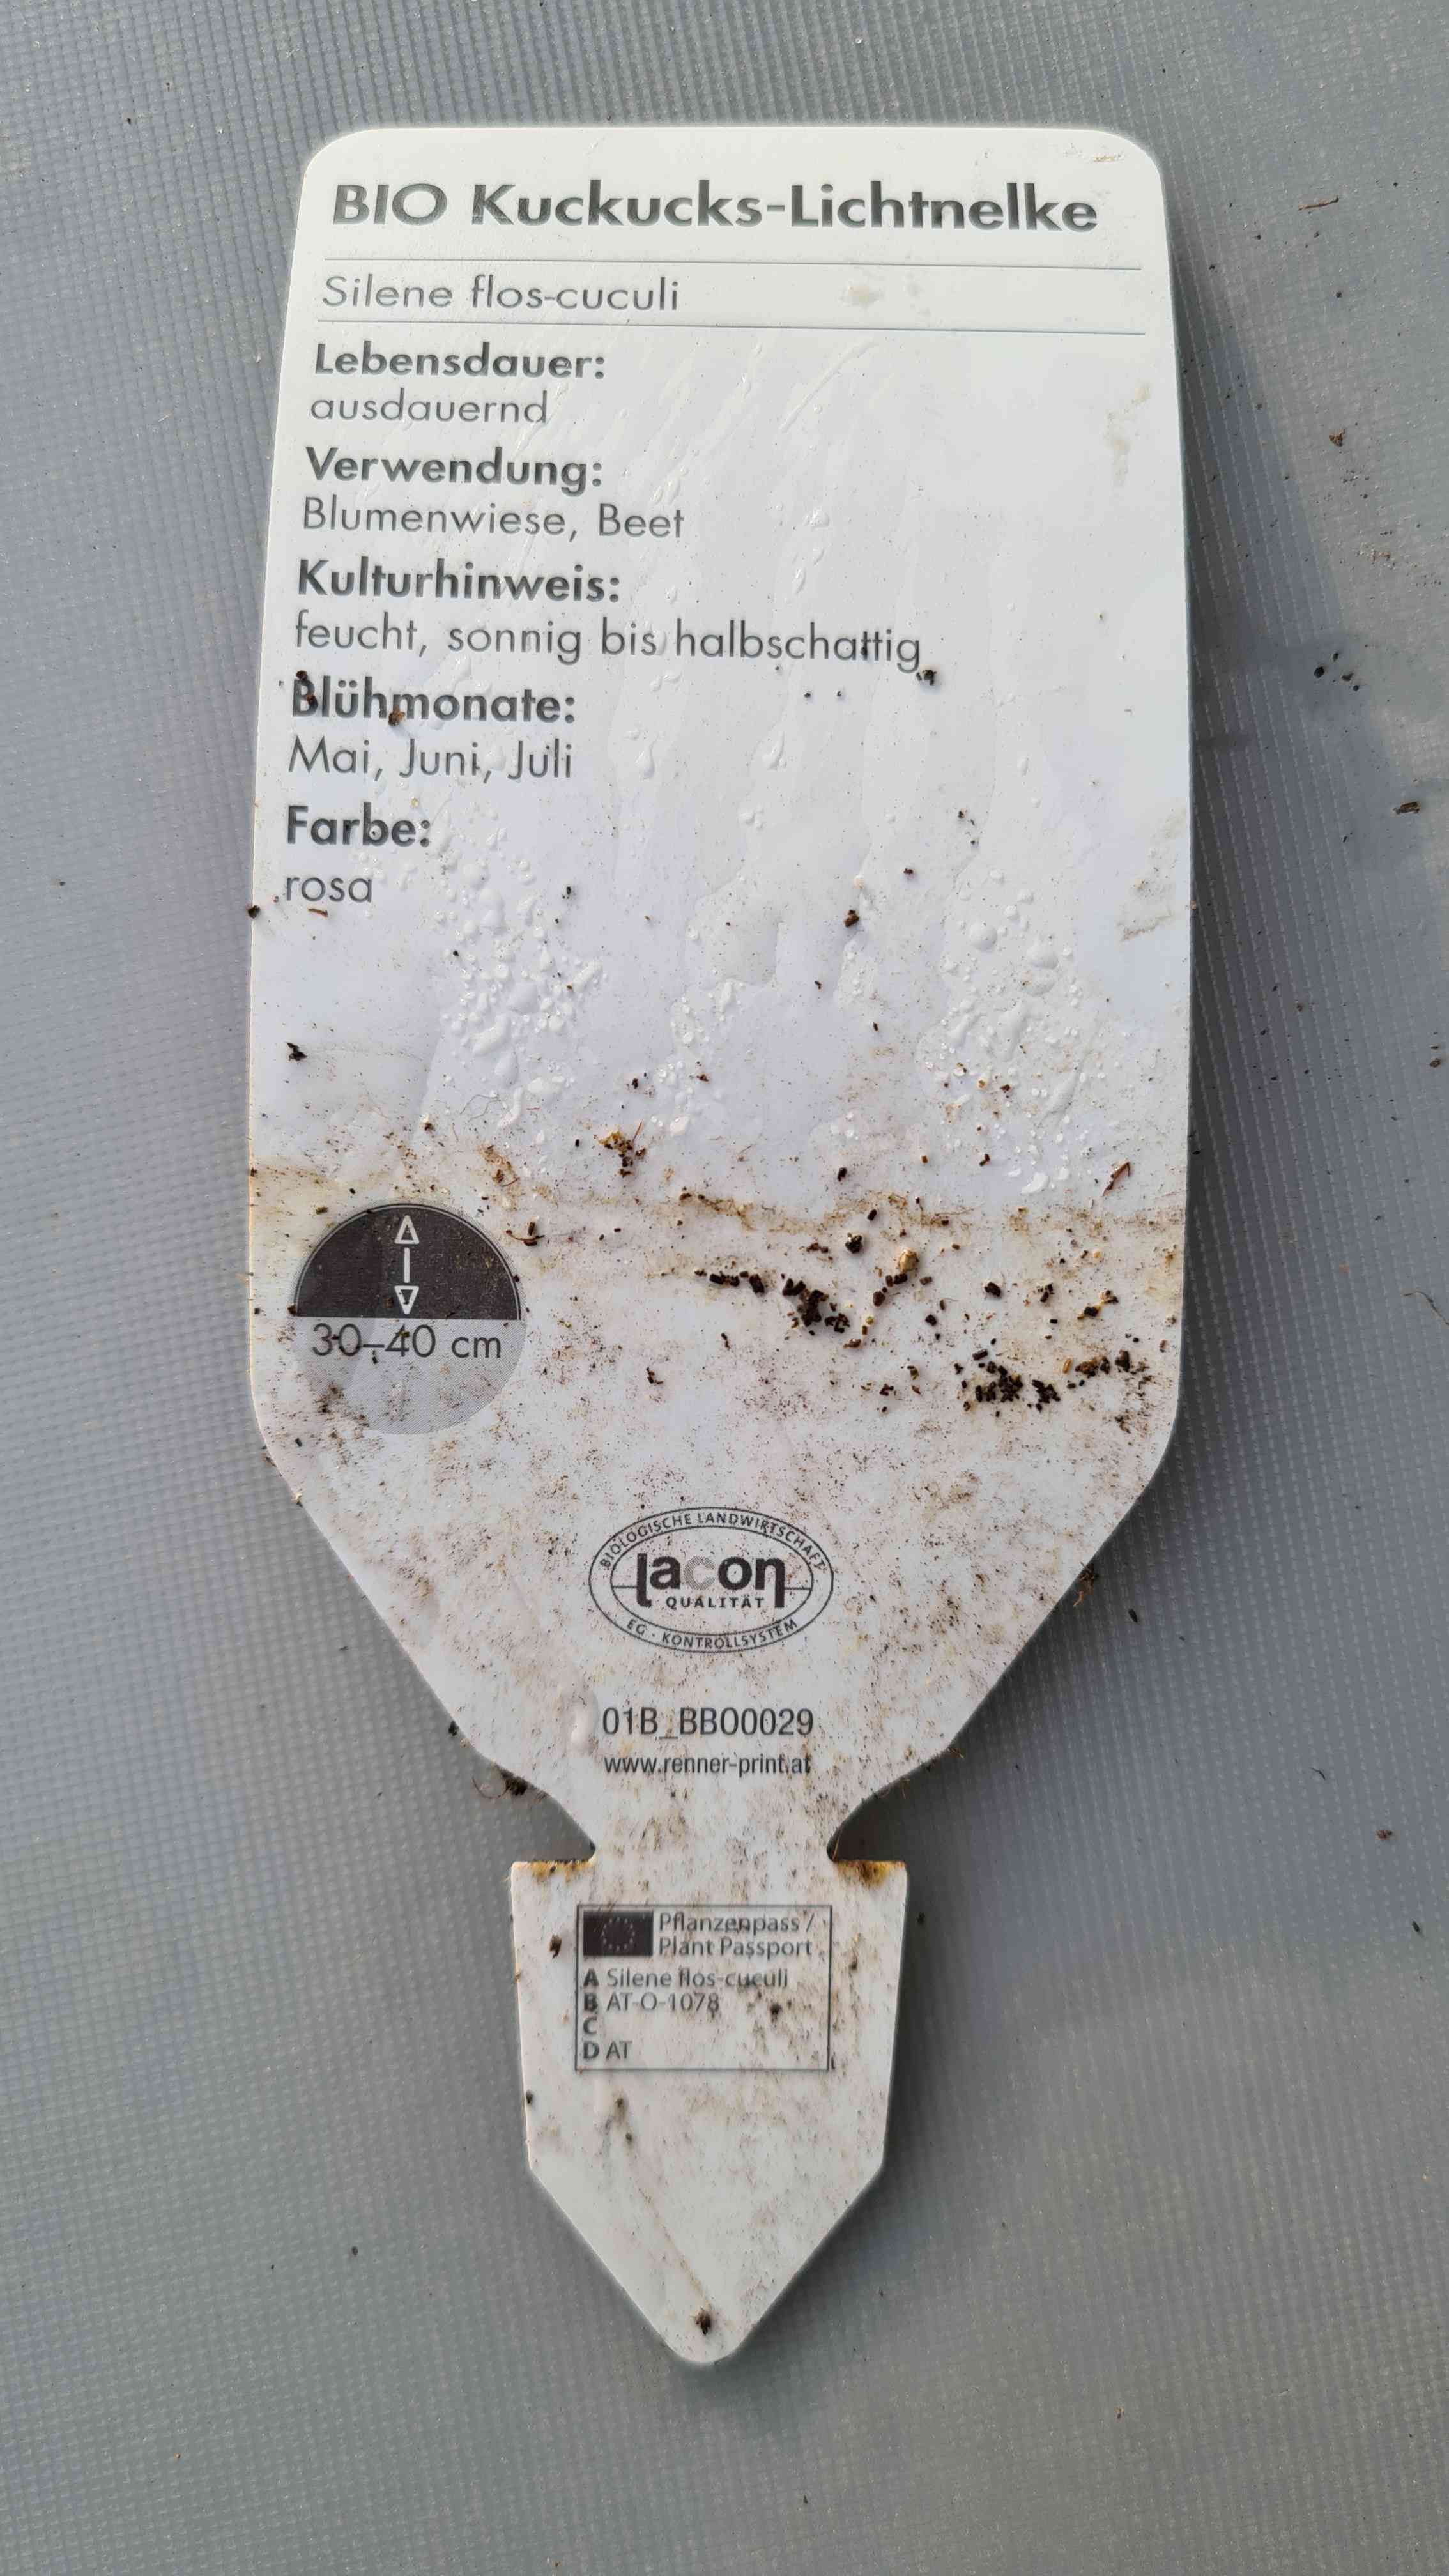 BIO Kuckucks-Lichtnelke
Silene flos-cuculi
Lebensdauer:
ausdauernd
Verwendung:
Blumenwiese, Beet
Kulturhinweis:
feucht, sonnig bis halbschattig
Blühmonate:
Mai, Juni, Juli
Farbe:
rosa
30–40 cm
BIOLOGISCHE LANDWIRTSCHAFT
lacon
QUALITÄT
EG - KONTROLLSYSTEM
01B_BBO0029
www.renner-print.at
Pflanzenpass /
Plant Passport
A Silene flos-cuculi
B AT-O-1078
C
D AT